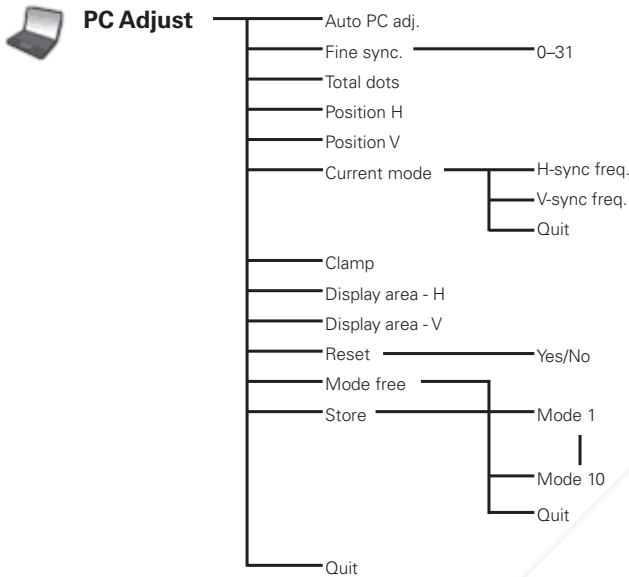 PC Adjust
Auto PC adj.
Fine sync. 0–31
Total dots
Position H
Position V
Current mode H-sync freq.
V-sync freq.
Quit
Clamp
Display area - H
Display area - V
Reset Yes/No
Mode free
Store Mode 1
Mode 10
Quit
Quit